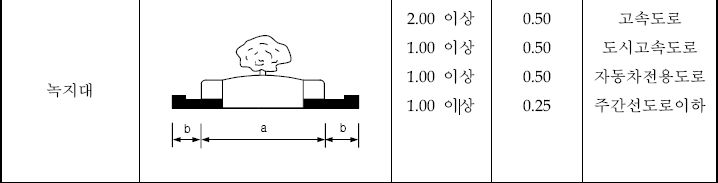 2.00 이상 0.50 고속도로
1.00 이상 0.50 도시고속도로
녹지대
1.00 이상 0.50 자동차전용도로
1.00 이상 0.25 주간선도로이하
b a b